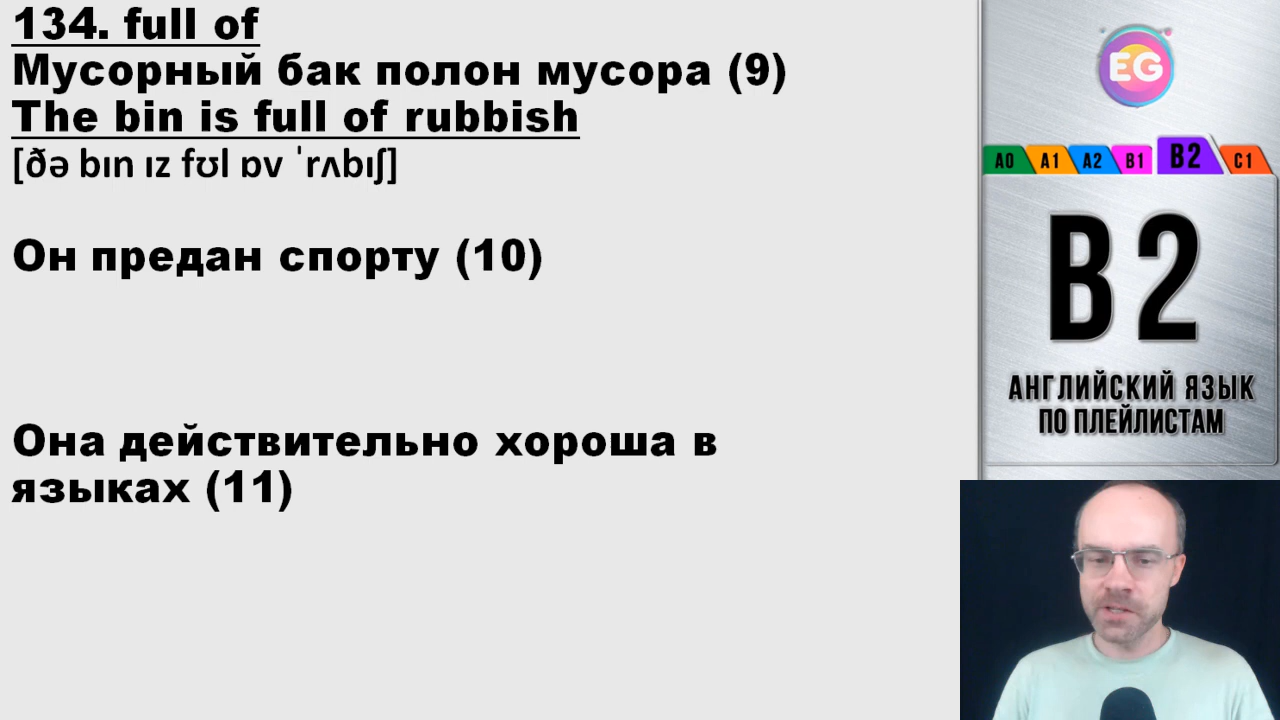 134. full of
Мусорный бак полон мусора (9)
The bin is full of rubbish
[ðə bɪn ɪz fʊl ɒv ˈrʌbɪʃ]
Он предан спорту (10)
Она действительно хороша в
языках (11)
EG
A0 A1 A2 B1 B2 C1
B2
АНГЛИЙСКИЙ ЯЗЫК
ПО ПЛЕЙЛИСТАМ